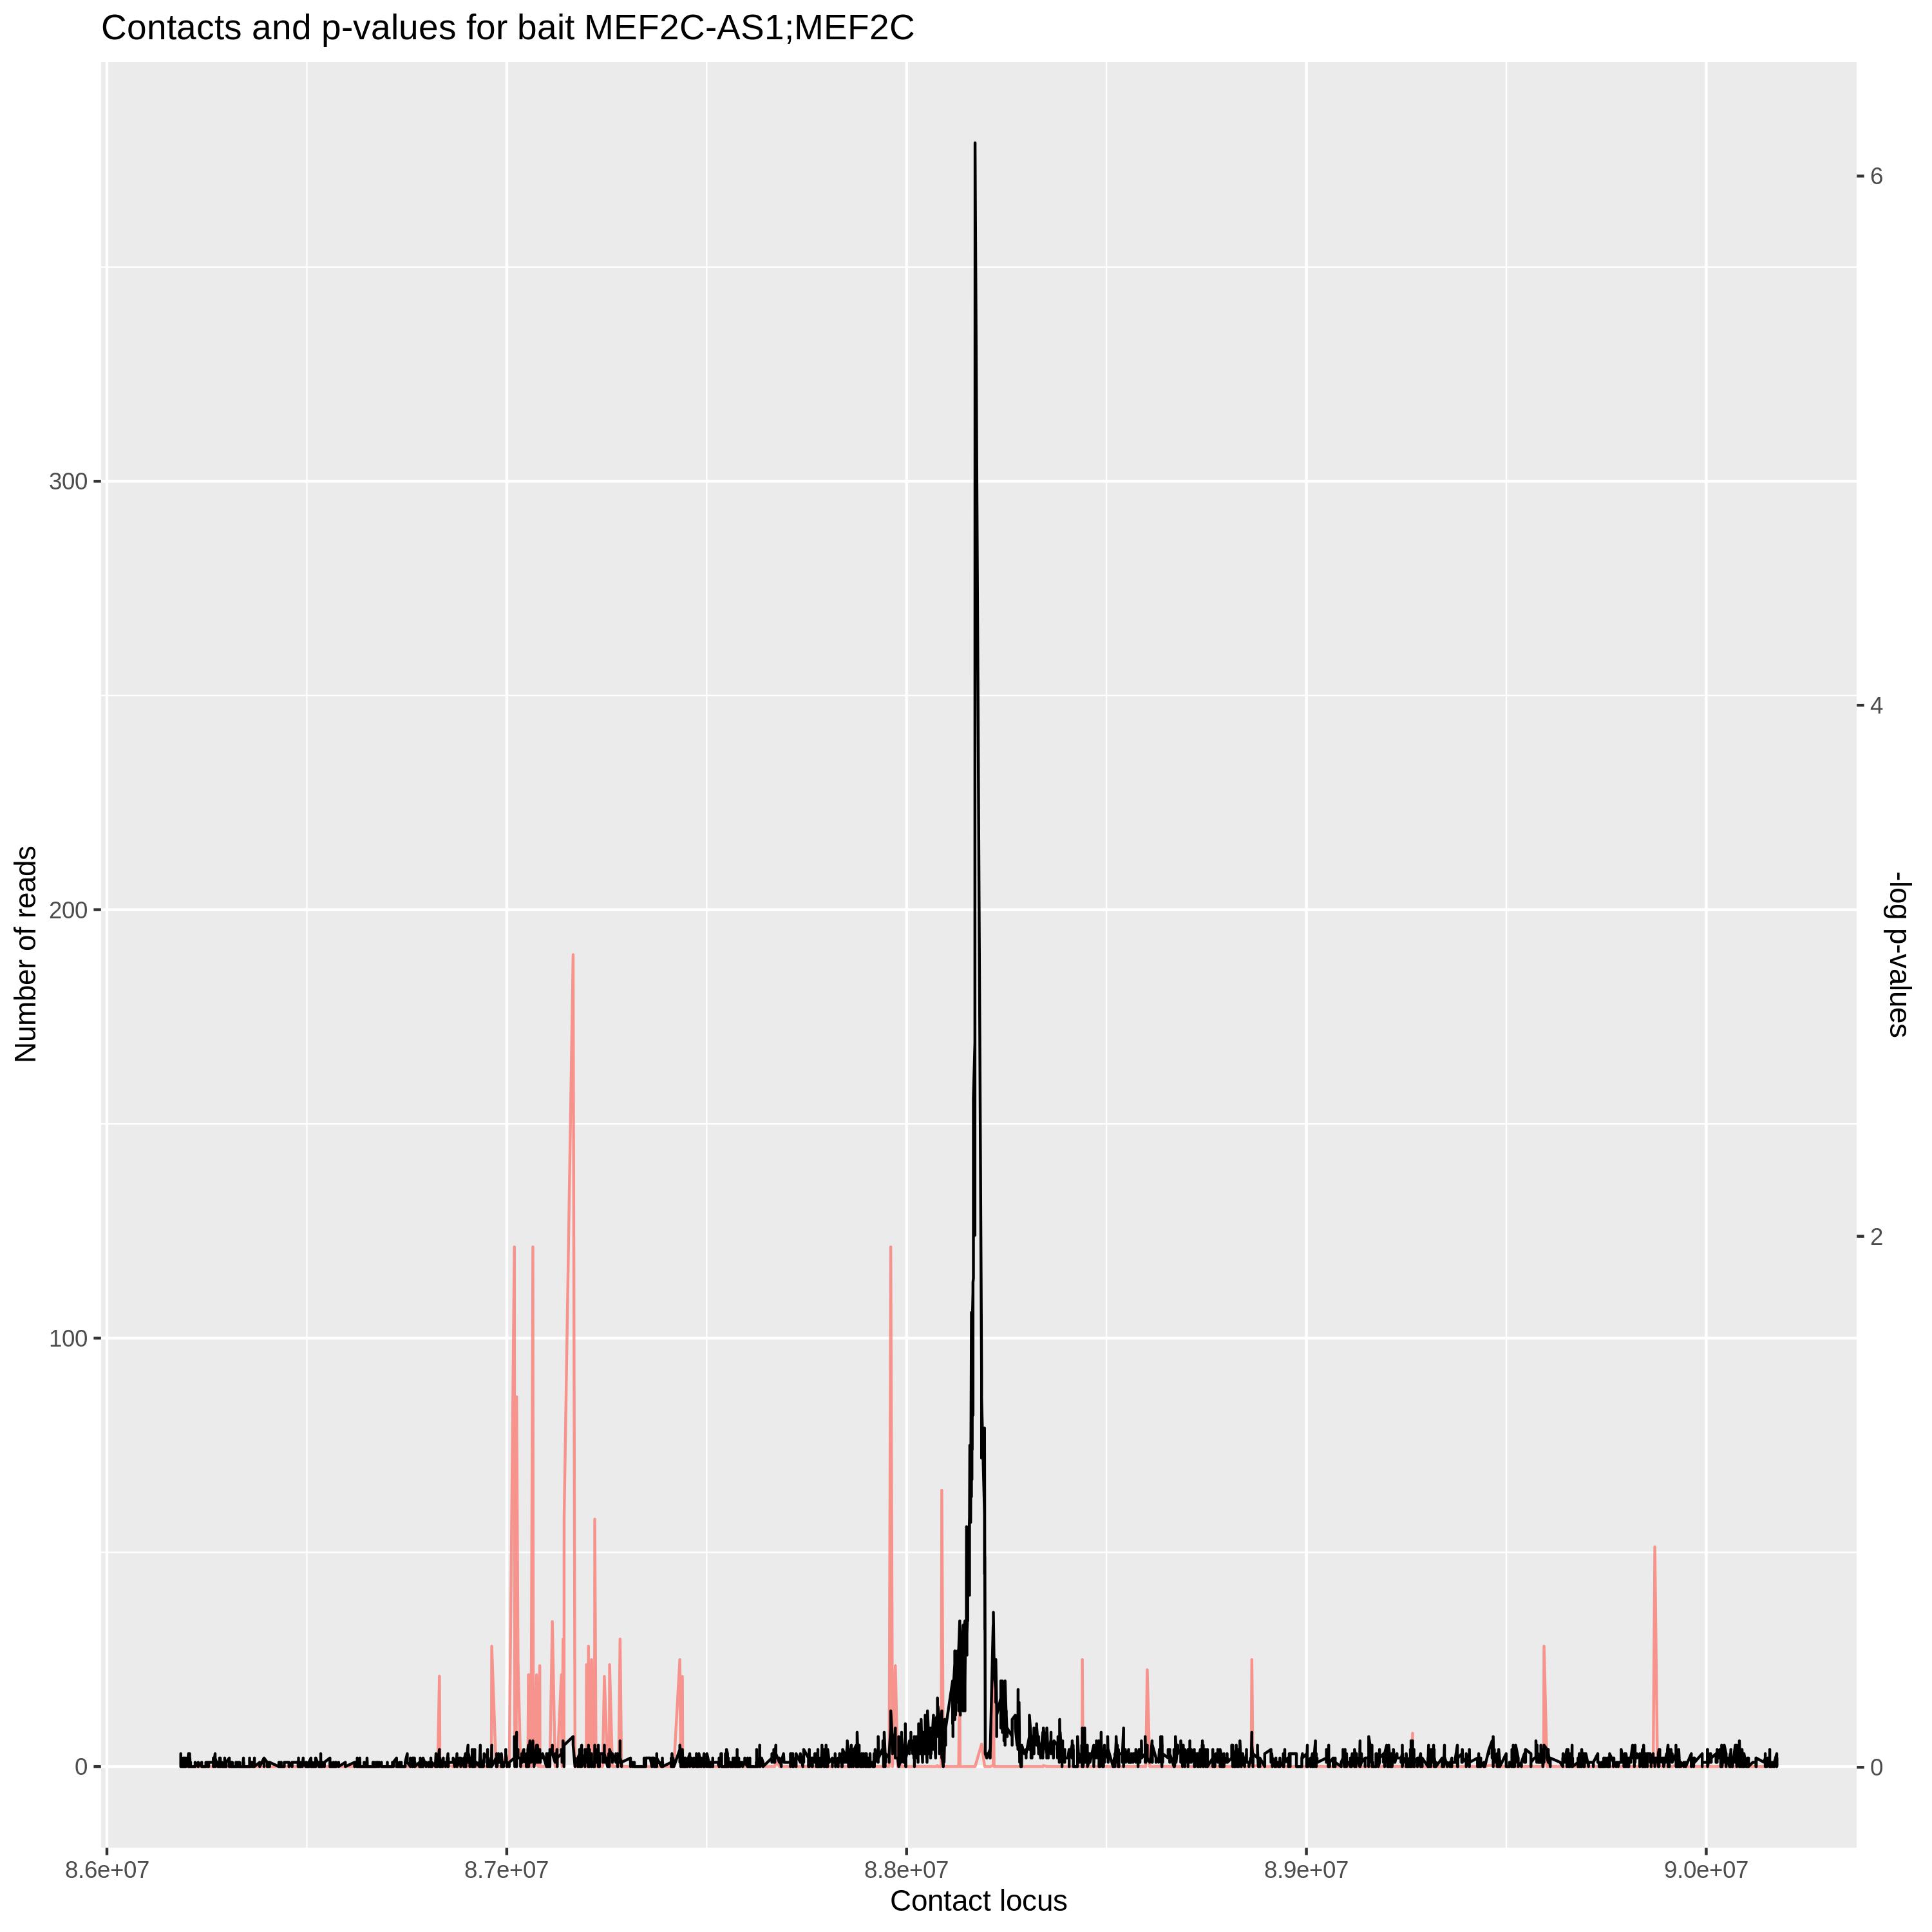 Contacts and p-values for bait MEF2C-AS1;MEF2C
6
300
4
Number of reads
200
-log p-values
2
100
0
0
8.6e+07
8.7e+07
8.8e+07
8.9e+07
9.0e+07
Contact locus